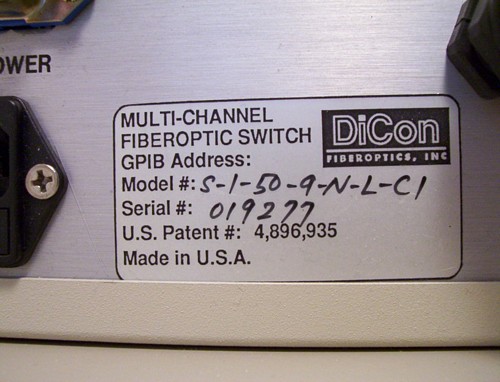 OWER
MULTI-CHANNEL
FIBEROPTIC SWITCH
GPIB Address:
Model #: S-1-50-9-N-L-C1
Serial #: 019277
U.S. Patent #: 4,896,935
Made in U.S.A.
DiCon
FIBEROPTICS, INC